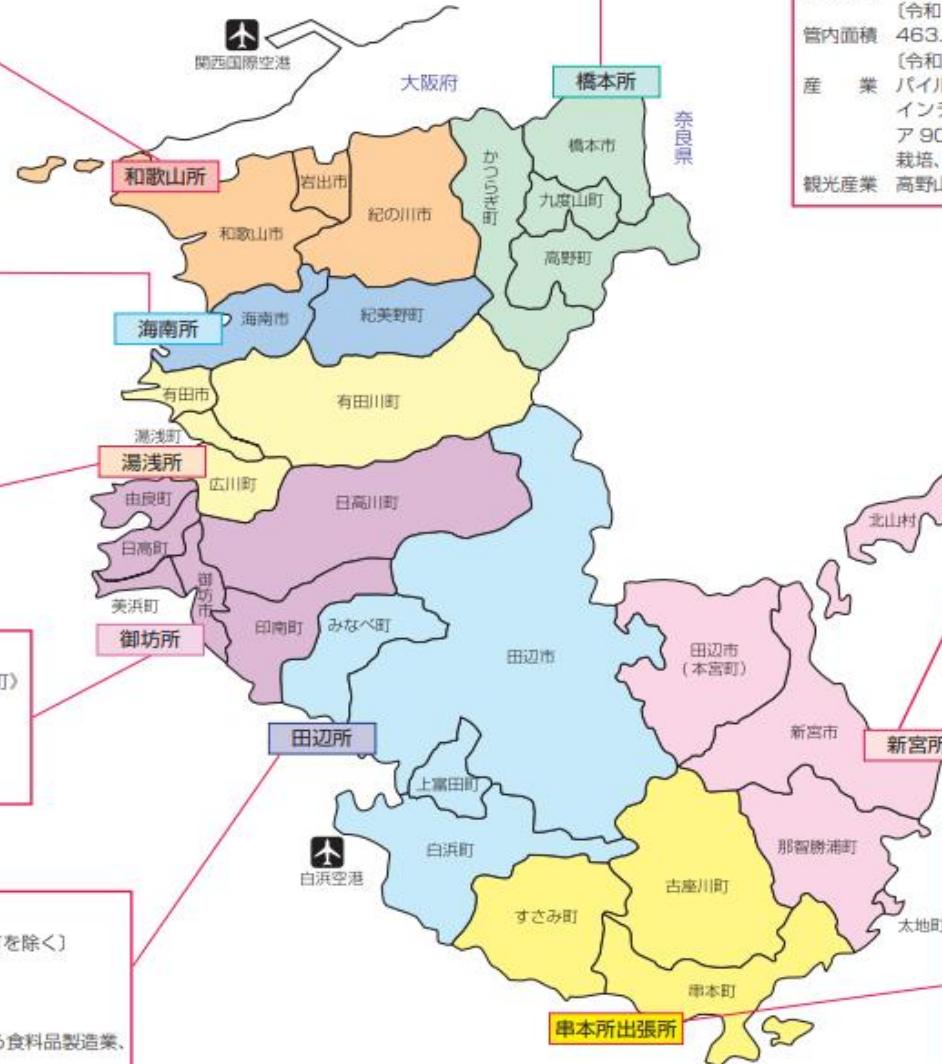 〔令和
管内面積 463.
〔令和
産 業 パイル
インテ
ア 90
栽培、
観光産業 高野山
関西国際空港
大阪府
橋本所
奈良県
橋本市
かつらぎ町
九度山町
高野町
和歌山所
岩出市
紀の川市
和歌山市
海南所
海南市
紀美野町
有田市
有田川町
湯浅町
湯浅所
広川町
由良町
日高川町
日高町
御坊市
美浜町
御坊所
印南町
みなべ町
北山村
町》
田辺市
田辺市
(本宮町)
新宮市
新宮所
田辺所
上富田町
白浜町
白浜空港
那智勝浦町
古座川町
すさみ町
太地町
串本町
串本所出張所
を除く〕
食料品製造業、